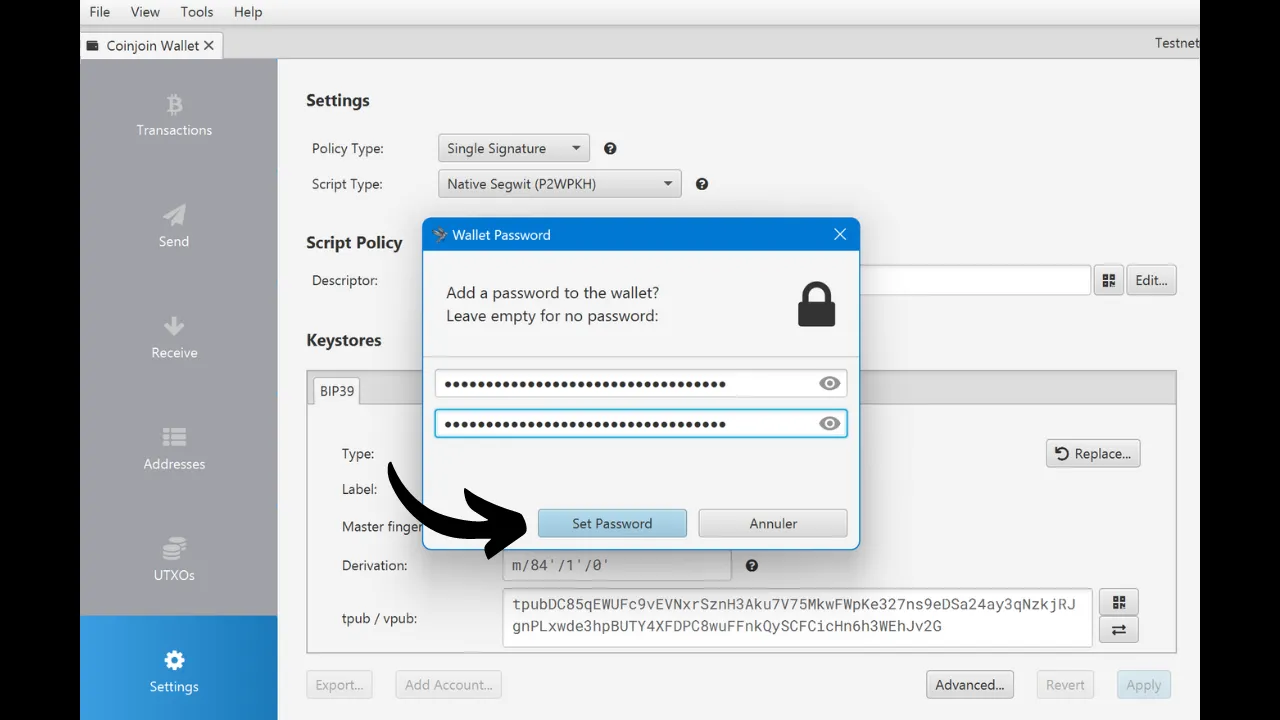 File View Tools Help
Coinjoin Wallet
Testnet
Transactions
Send
Receive
Addresses
UTXOs
Settings
Settings
Policy Type: Single Signature
Script Type: Native Segwit (P2WPKH)
Script Policy
Descriptor: Edit...
Keystores
BIP39
Type: Replace...
Label:
Master finger
Derivation: m/84'/1'/0'
tpub / vpub:
tpubDC85qEWUFc9vEVNxrSznH3Aku7V75MkwFWpKe327ns9eDSa24ay3qNzkjRJ
gnPLxwde3hpBUTY4XFDPC8wuFFnkQySCFCicHn6h3WEhJv2G
Export... Add Account... Advanced... Revert Apply
Wallet Password
Add a password to the wallet?
Leave empty for no password:
Set Password Annuler